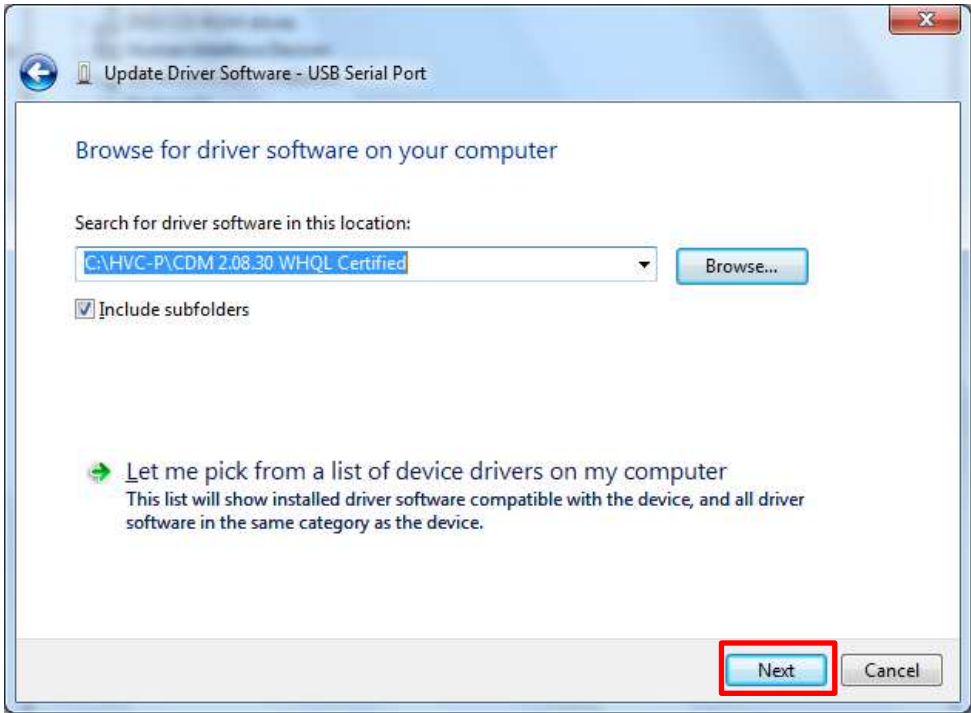 Update Driver Software - USB Serial Port
Browse for driver software on your computer
Search for driver software in this location:
C:\HVC-P\CDM 2.08.30 WHQL Certified
Browse...
Include subfolders
Let me pick from a list of device drivers on my computer
This list will show installed driver software compatible with the device, and all driver
software in the same category as the device.
Next
Cancel